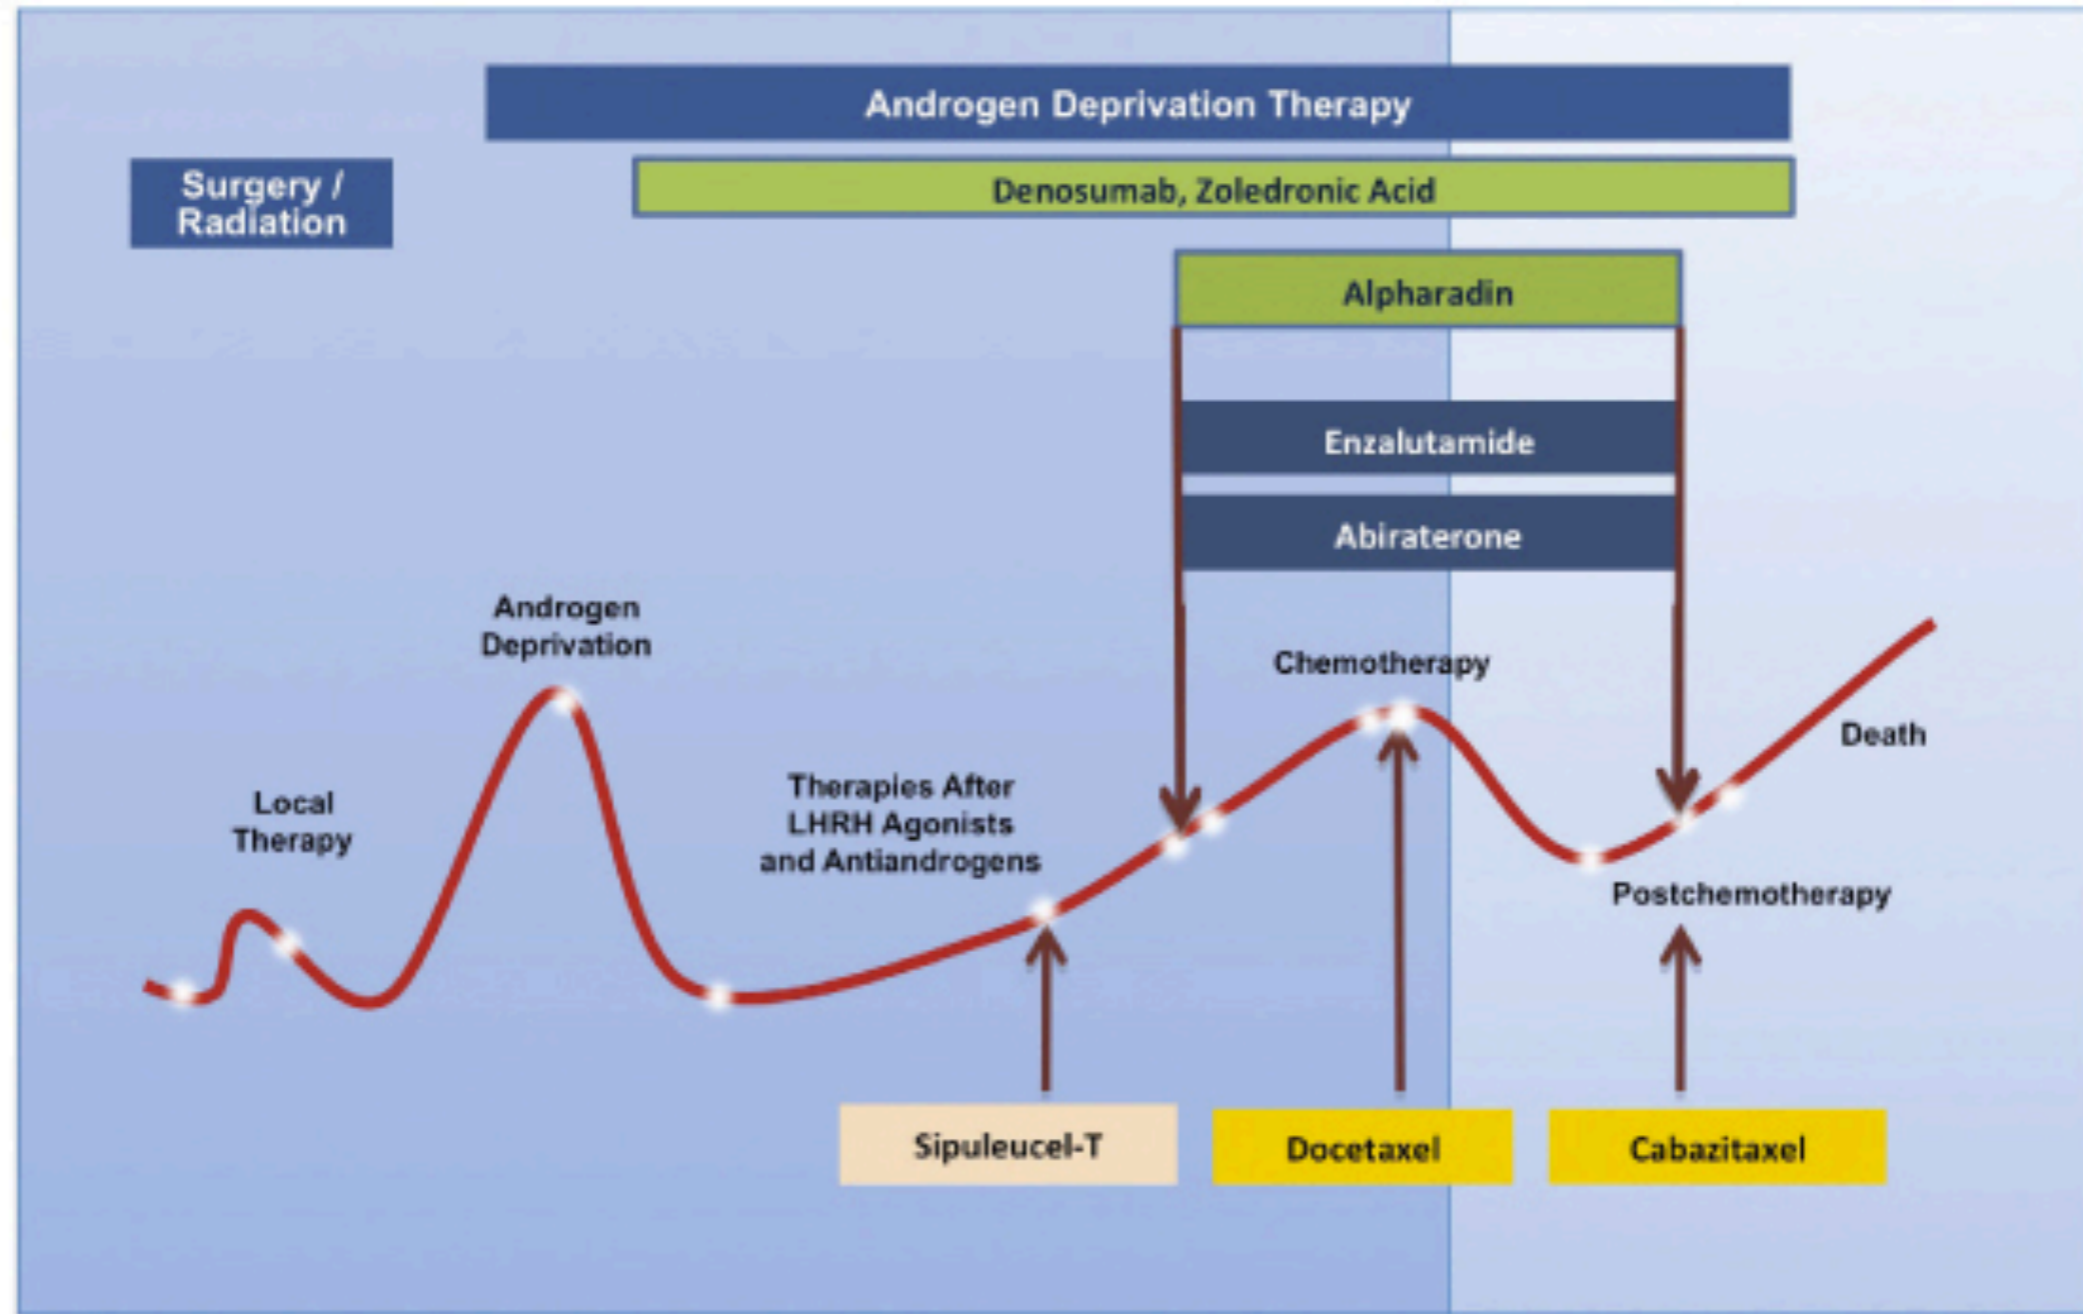 Androgen Deprivation Therapy
Surgery /
Radiation
Denosumab, Zoledronic Acid
Alpharadin
Enzalutamide
Abiraterone
Androgen
Deprivation
Chemotherapy
Local
Therapy
Therapies After
LHRH Agonists
and Antiandrogens
Death
Postchemotherapy
Sipuleucel-T
Docetaxel
Cabazitaxel